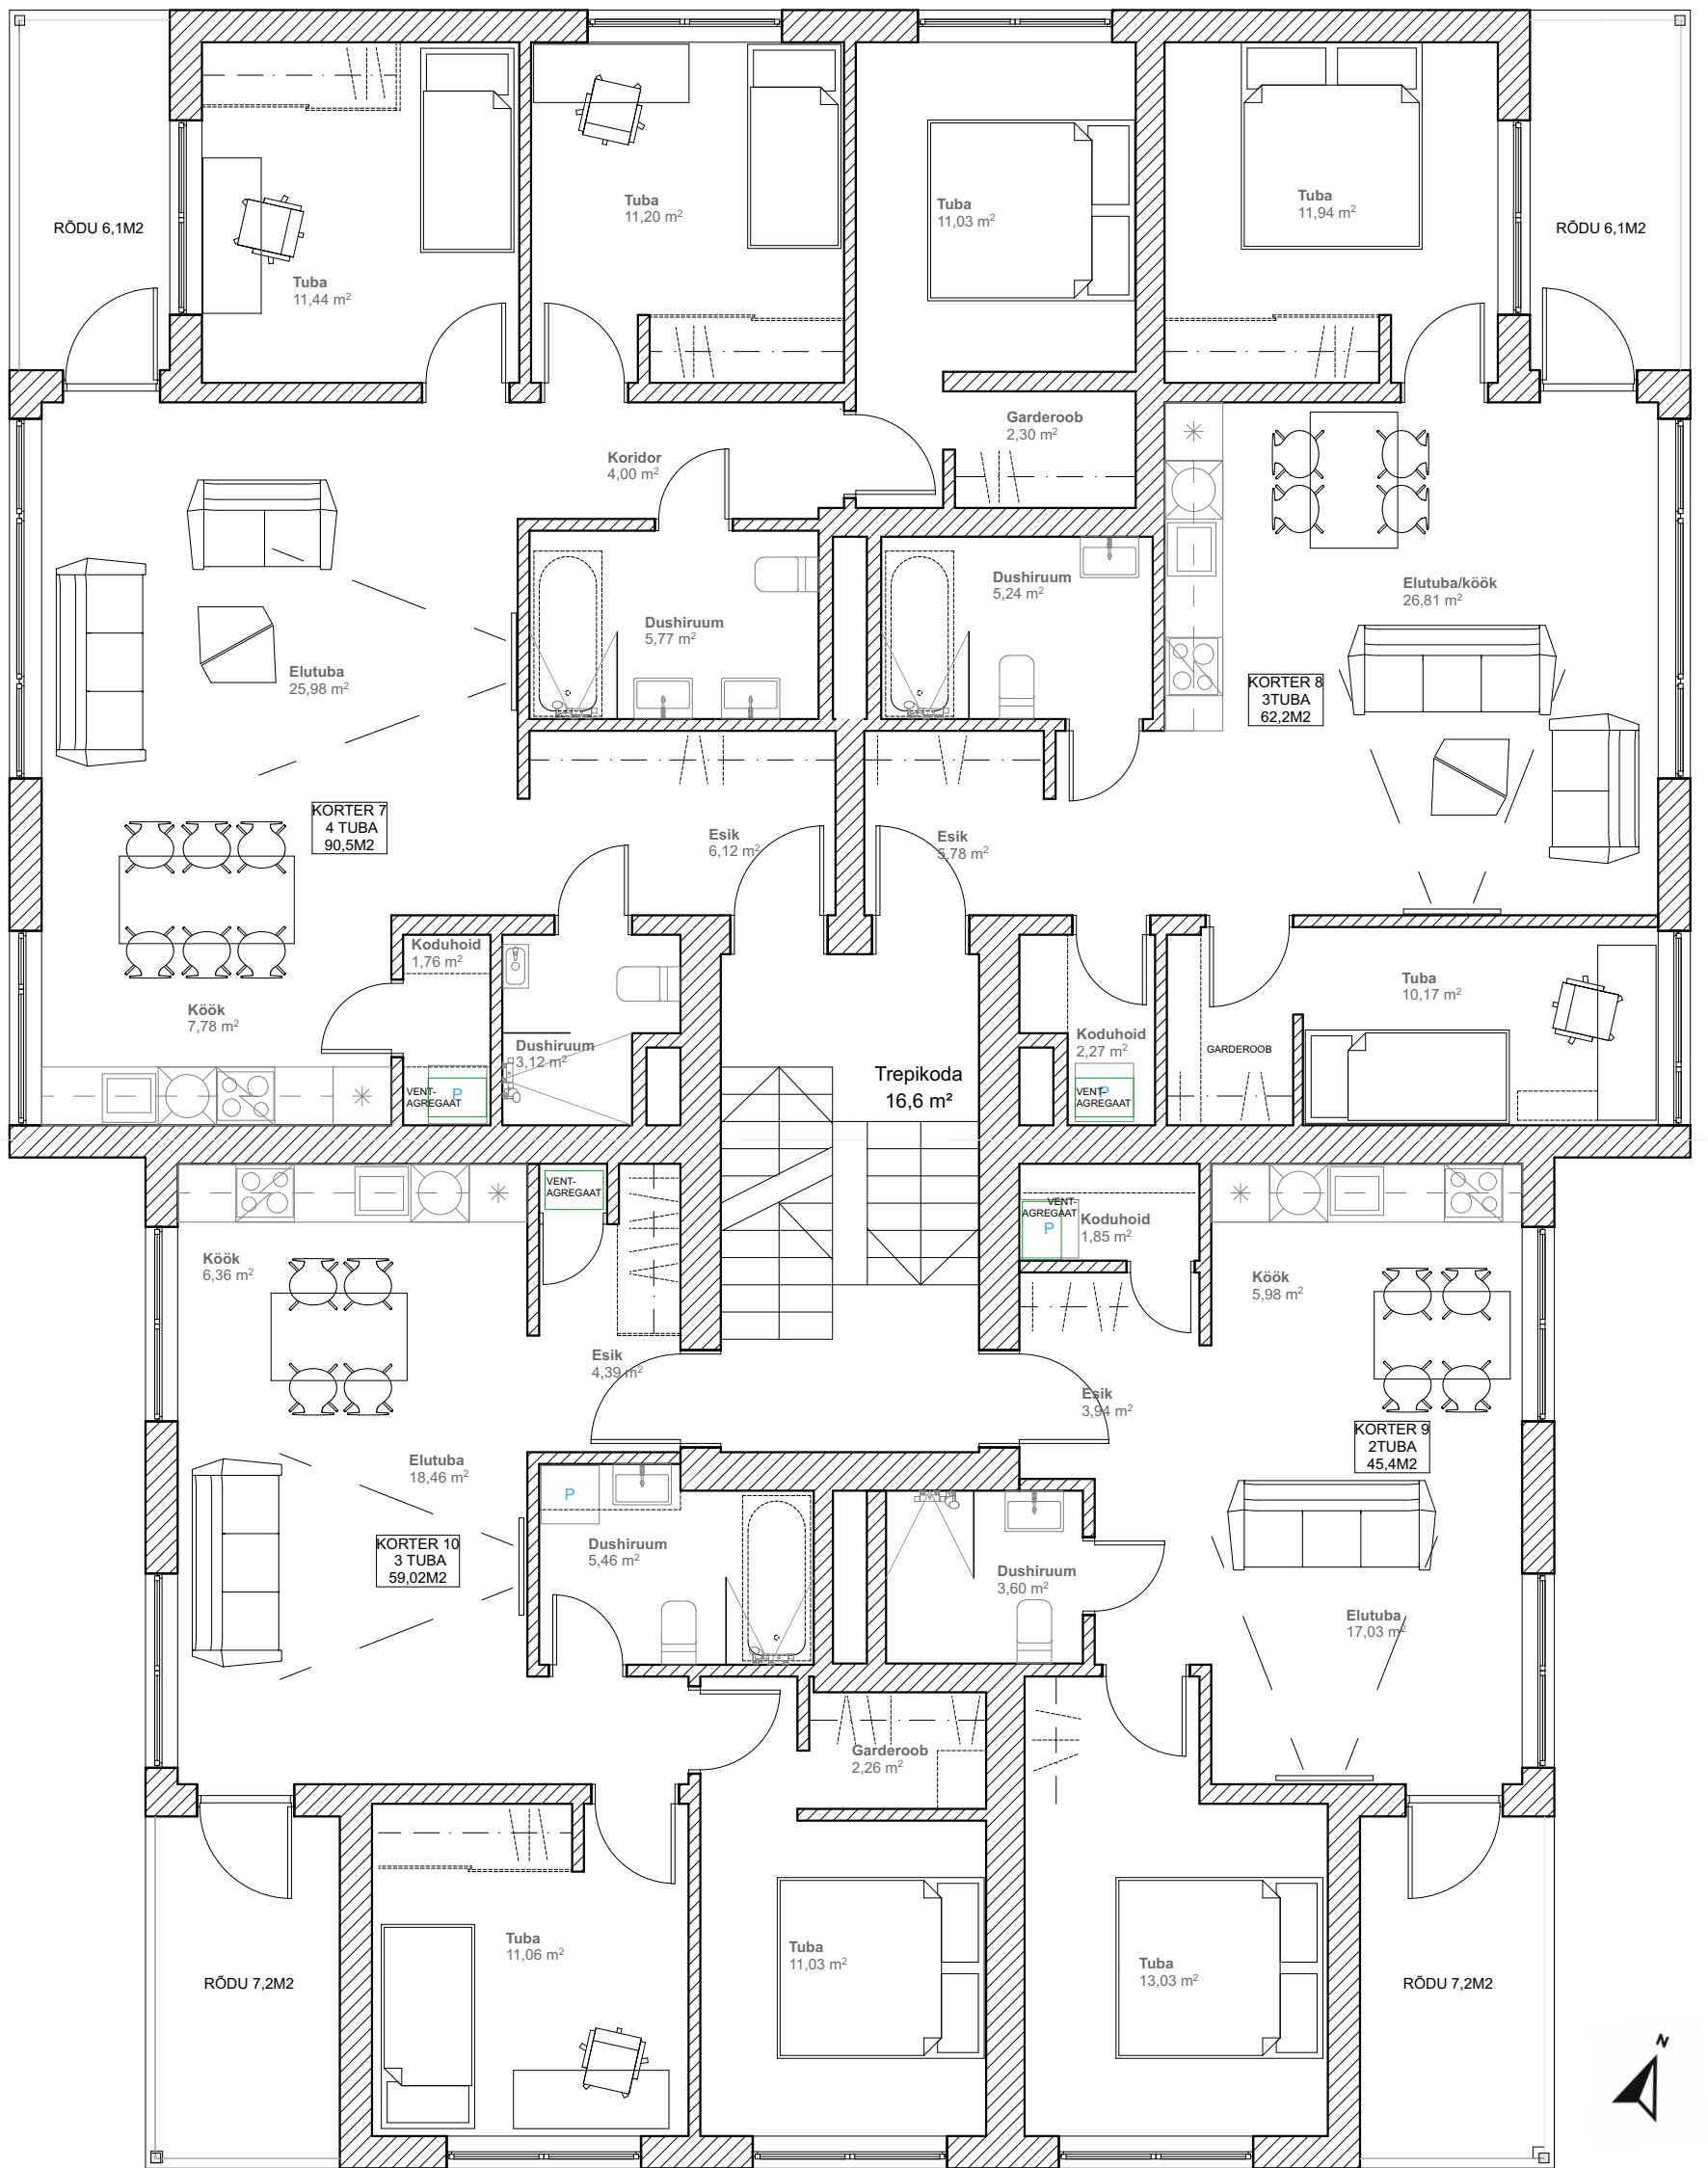 RÕDU 6,1M2
Tuba
11,44 m²
Tuba
11,20 m²
Tuba
11,03 m²
Tuba
11,94 m²
RÕDU 6,1M2
Garderoob
2,30 m²
Koridor
4,00 m²
Dushiruum
5,77 m²
Dushiruum
5,24 m²
Elutuba/köök
26,81 m²
Elutuba
25,98 m²
KORTER 8
3TUBA
62,2M2
KORTER 7
4 TUBA
90,5M2
Esik
6,12 m²
Esik
5,78 m²
Koduhoid
1,76 m²
Köök
7,78 m²
Dushiruum
3,12 m²
VENT-
AGREGAAT
P
Trepikoda
16,6 m²
Koduhoid
2,27 m²
VENT-
AGREGAAT
P
GARDEROOB
Tuba
10,17 m²
VENT-
AGREGAAT
Köök
6,36 m²
VENT-
AGREGAAT
P
Koduhoid
1,85 m²
Köök
5,98 m²
Esik
4,39 m²
Esik
3,94 m²
KORTER 9
2TUBA
45,4M2
Elutuba
18,46 m²
P
KORTER 10
3 TUBA
59,02M2
Dushiruum
5,46 m²
Dushiruum
3,60 m²
Elutuba
17,03 m²
Garderoob
2,26 m²
Tuba
11,06 m²
Tuba
11,03 m²
Tuba
13,03 m²
RÕDU 7,2M2
RÕDU 7,2M2
N